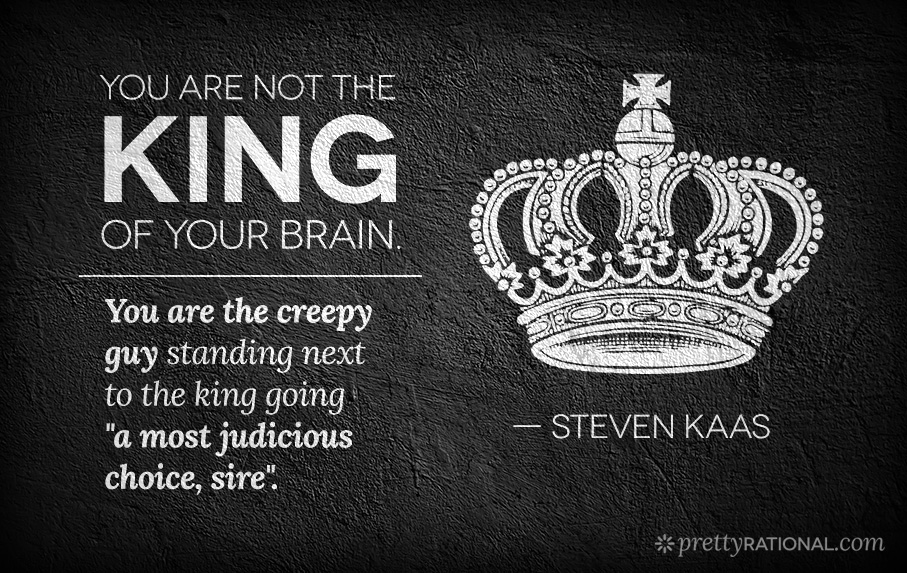 YOU ARE NOT THE
KING
OF YOUR BRAIN.
You are the creepy
guy standing next
to the king going
"a most judicious
choice, sire".
— STEVEN KAAS
prettyRATIONAL.com